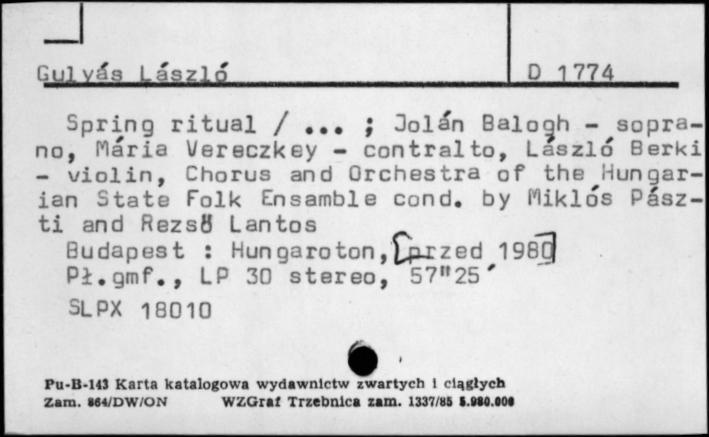 Gulyás László D 1774
Spring ritual / ... ; Jolán Balogh - sopra-
no, Mária Vereczkey - contralto, László Berki
- violin, Chorus and Orchestra of the Hungar-
ian State Folk Ensamble cond. by Miklós Pász-
ti and Rezső Lantos
Budapest : Hungaroton, [przed 1980]
Pł.gmf., LP 30 stereo, 57"25´
SLPX 18010
Pu-B-143 Karta katalogowa wydawnictw zwartych i ciągłych
Zam. 864/DW/ON WZGraf Trzebnica zam. 1337/85 5.980.000